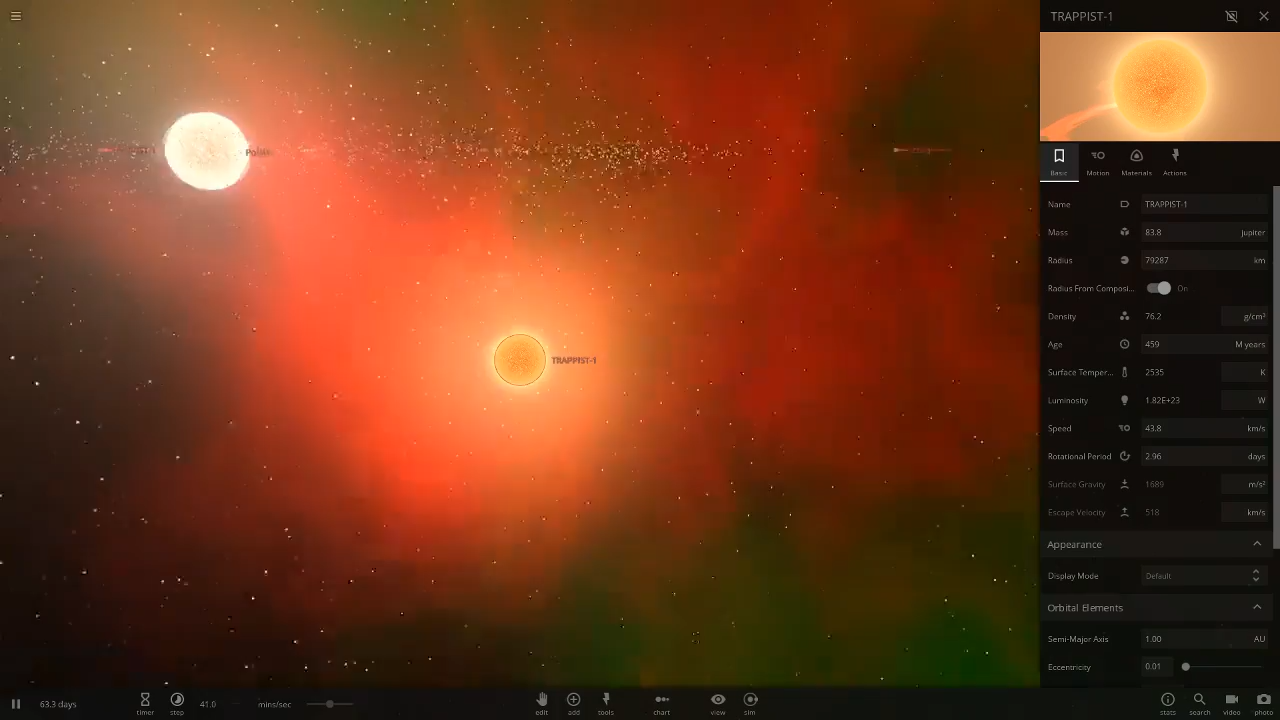 TRAPPIST-1
Basic
Motion
Materials
Actions
Name TRAPPIST-1
Mass 83.8 jupiter
Radius 79287 km
Radius From Composi... On
Density 76.2 g/cm³
Age 459 M years
Surface Temper... 2535 K
Luminosity 1.82E+23 W
Speed 43.8 km/s
Rotational Period 2.96 days
Surface Gravity 1689 m/s²
Escape Velocity 518 km/s
Appearance
Display Mode Default
Orbital Elements
Semi-Major Axis 1.00 AU
Eccentricity 0.01
TRAPPIST-1
63.3 days
timer
step
41.0 mins/sec
edit
add
tools
chart
view
sim
stats
search
video
photo